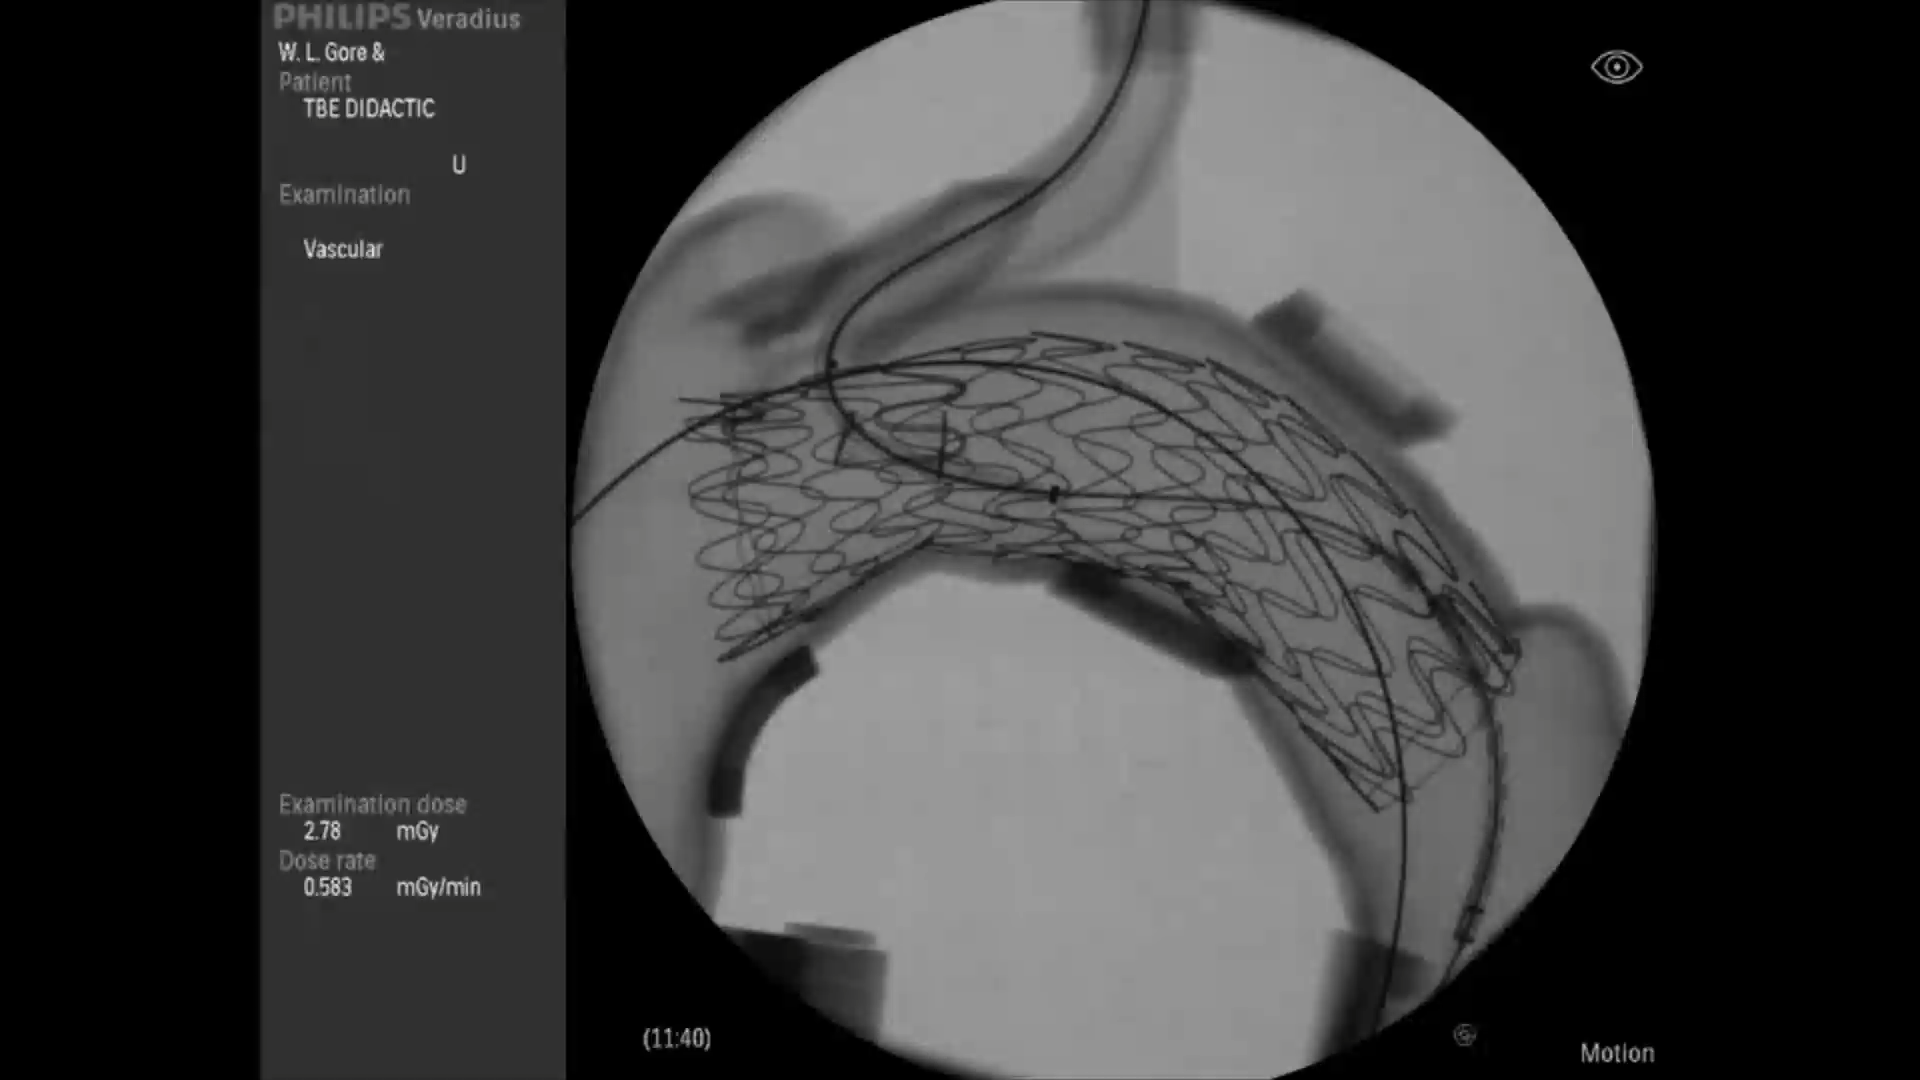 PHILIPS Veradius
W. L. Gore &
Patient
TBE DIDACTIC
U
Examination
Vascular
Examination dose
2.78 mGy
Dose rate
0.583 mGy/min
(11:40)
Motion